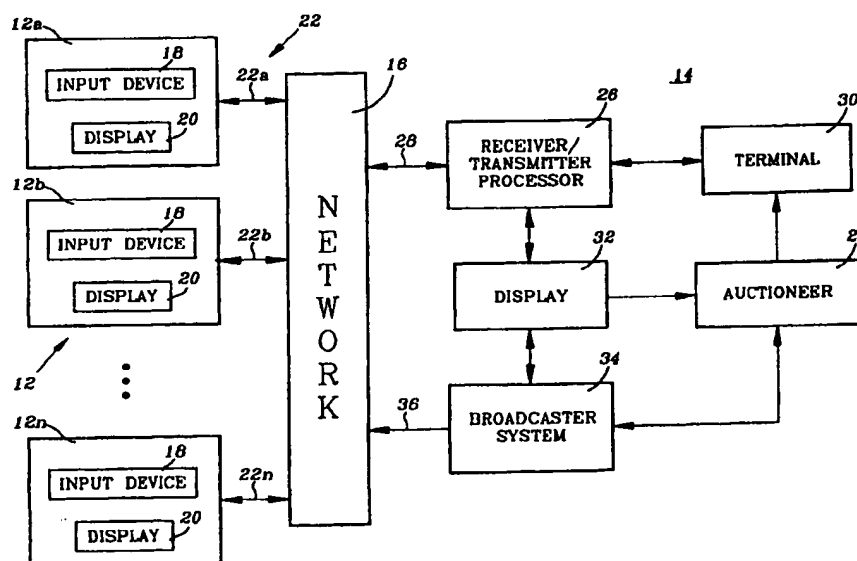 12a
18
INPUT DEVICE
20
DISPLAY
22a
22
12b
18
INPUT DEVICE
20
DISPLAY
22b
12
12n
18
INPUT DEVICE
20
DISPLAY
22n
16
NETWORK
28
36
14
26
RECEIVER/
TRANSMITTER
PROCESSOR
30
TERMINAL
32
DISPLAY
2
AUCTIONEER
34
BROADCASTER
SYSTEM